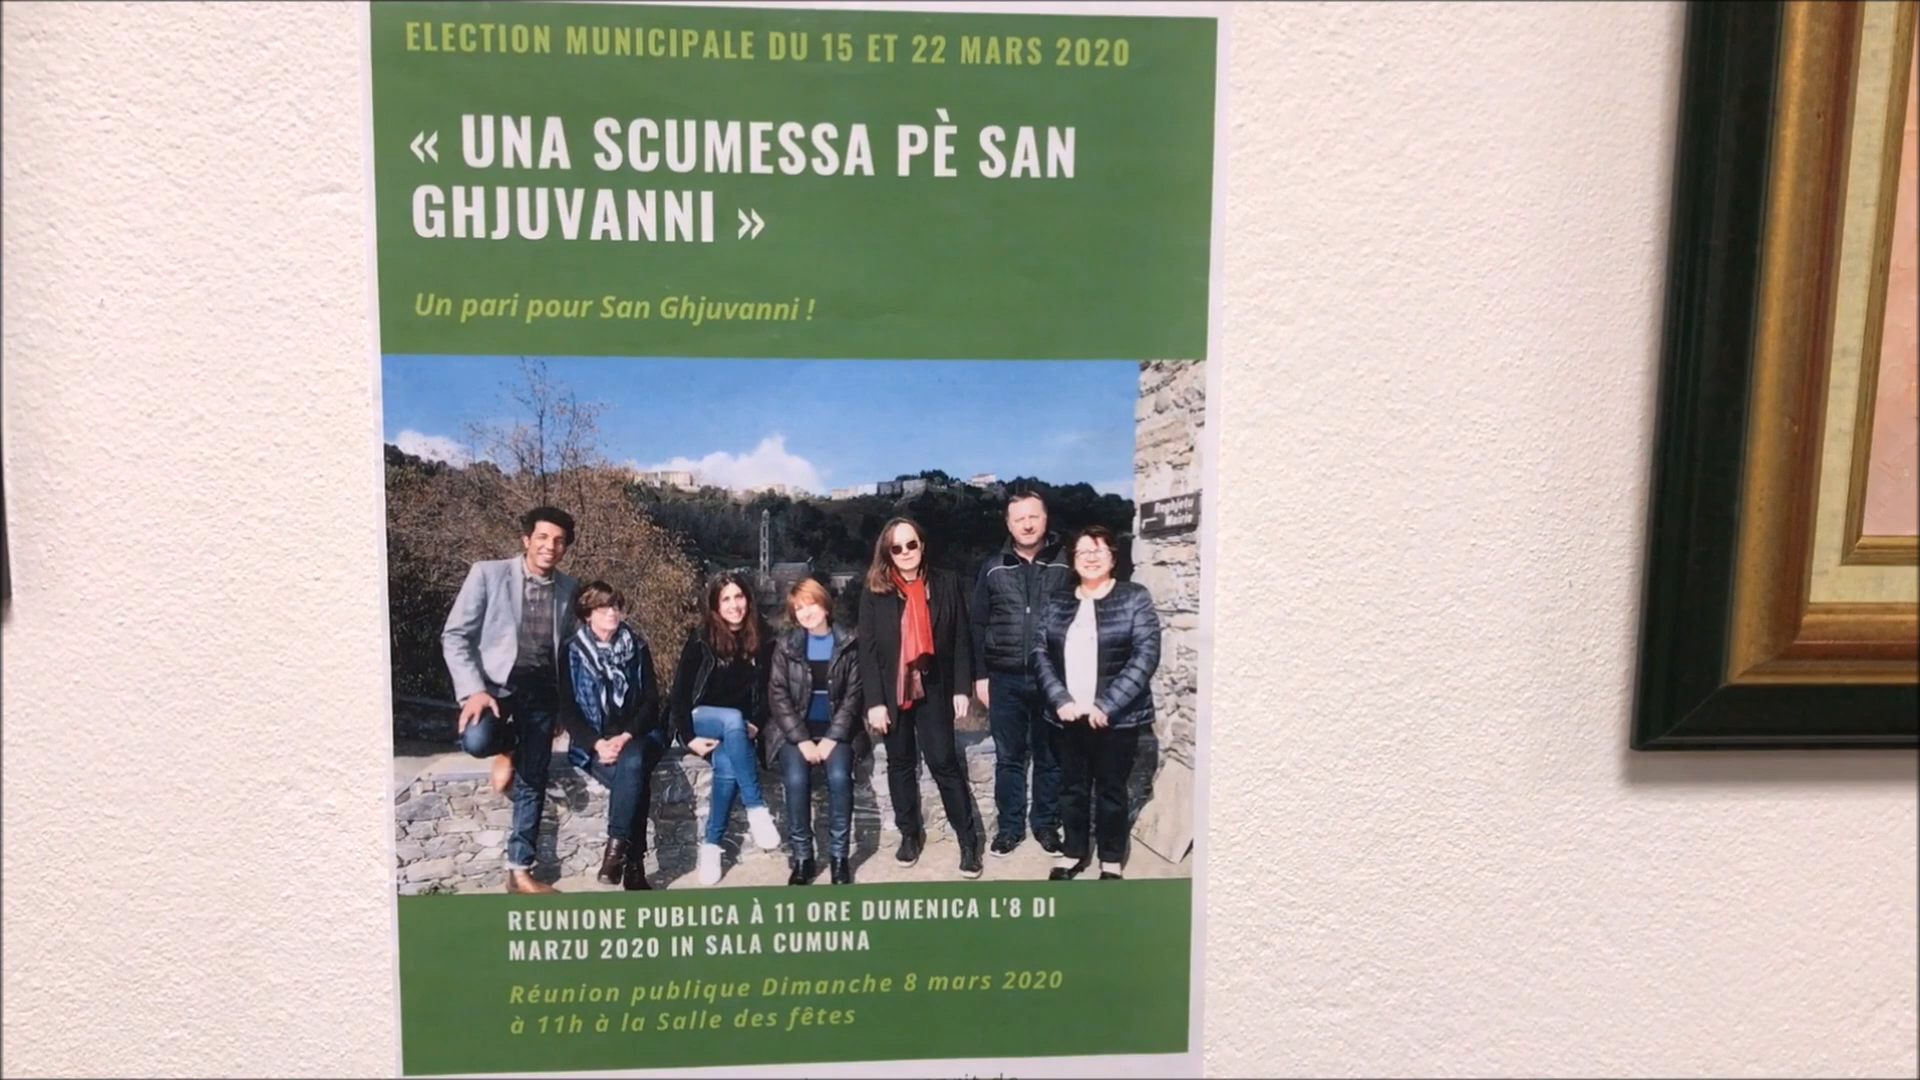 ELECTION MUNICIPALE DU 15 ET 22 MARS 2020
« UNA SCUMESSA PÈ SAN
GHJUVANNI »
Un pari pour San Ghjuvanni !
Mairie
REUNIONE PUBLICA À 11 ORE DUMENICA L'8 DI
MARZU 2020 IN SALA CUMUNA
Réunion publique Dimanche 8 mars 2020
à 11h à la Salle des fêtes